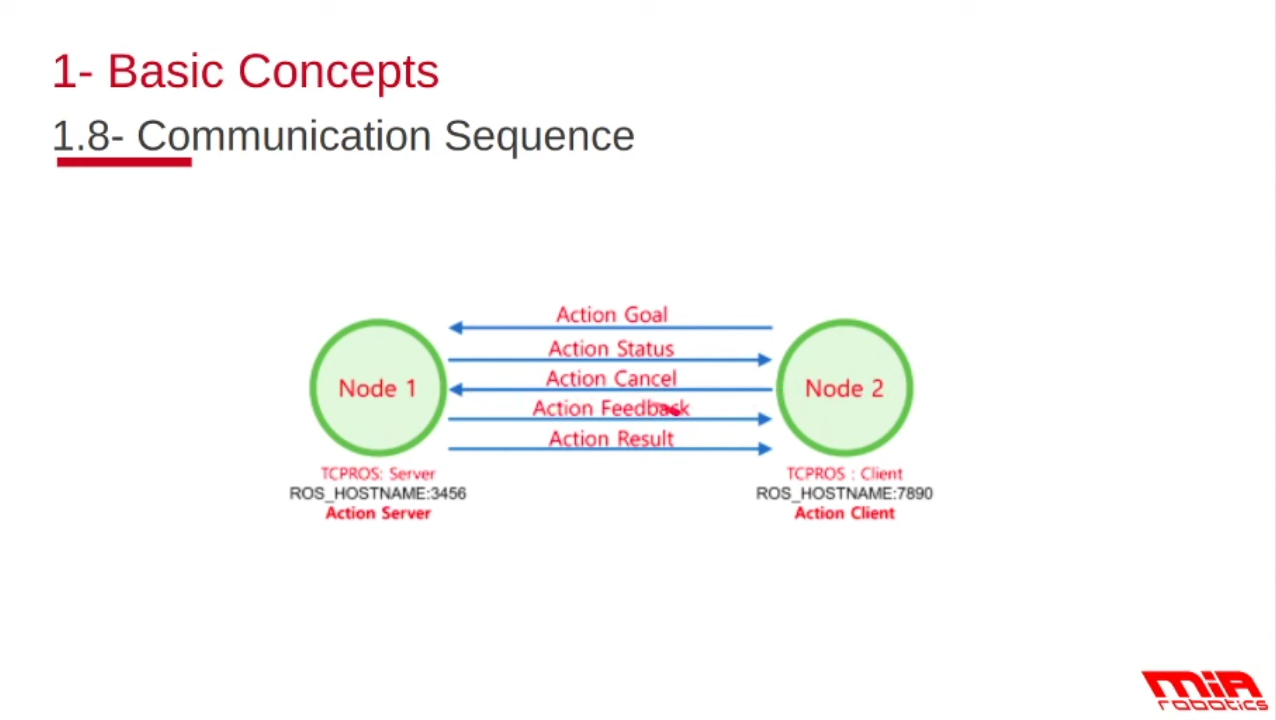 1- Basic Concepts
1.8- Communication Sequence
Action Goal
Action Status
Action Cancel
Action Feedback
Action Result
Node 1
Node 2
TCPROS: Server
ROS_HOSTNAME:3456
Action Server
TCPROS : Client
ROS_HOSTNAME:7890
Action Client
MIA
robotics